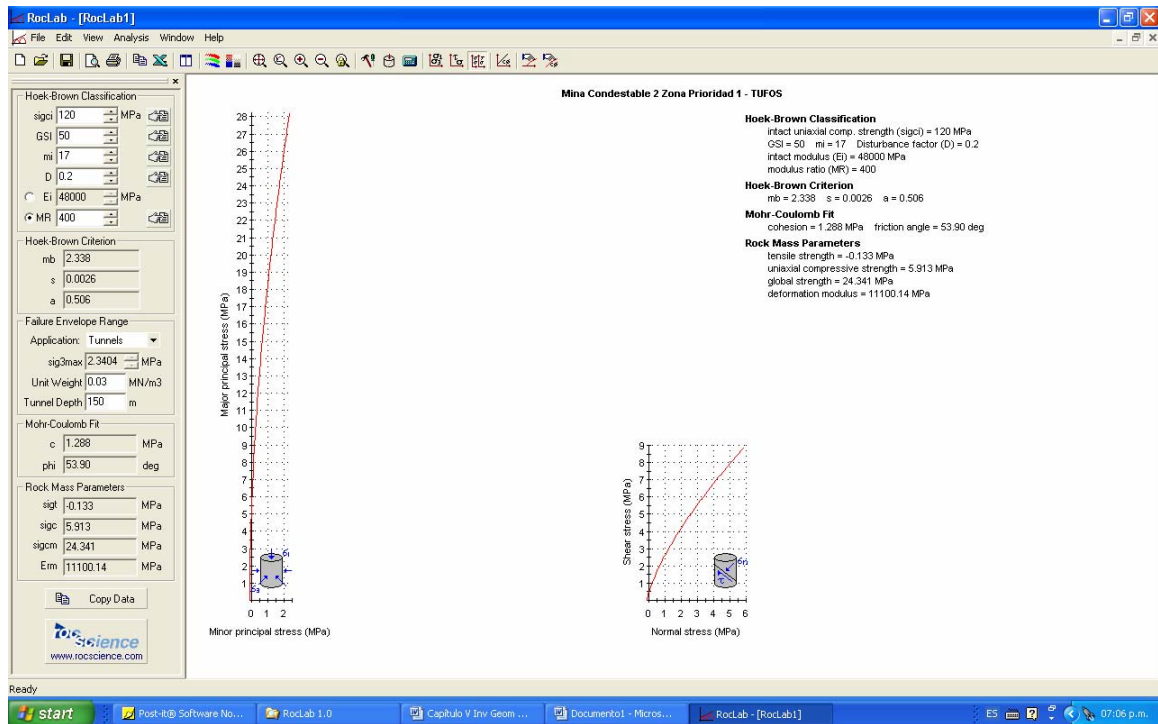 RocLab - [RocLab1]
File Edit View Analysis Window Help
Hoek-Brown Classification
sigci 120 MPa
GSI 50
mi 17
D 0.2
Ei 48000 MPa
MR 400
Hoek-Brown Criterion
mb 2.338
s 0.0026
a 0.506
Failure Envelope Range
Application: Tunnels
sig3max 2.3404 MPa
Unit Weight 0.03 MN/m3
Tunnel Depth 150 m
Mohr-Coulomb Fit
c 1.288 MPa
phi 53.90 deg
Rock Mass Parameters
sigt -0.133 MPa
sigc 5.913 MPa
sigcm 24.341 MPa
Erm 11100.14 MPa
Copy Data
rocscience
www.rocscience.com
Mina Condestable 2 Zona Prioridad 1 - TUFOS
Hoek-Brown Classification
intact uniaxial comp. strength (sigci) = 120 MPa
GSI = 50 mi = 17 Disturbance factor (D) = 0.2
intact modulus (Ei) = 48000 MPa
modulus ratio (MR) = 400
Hoek-Brown Criterion
mb = 2.338 s = 0.0026 a = 0.506
Mohr-Coulomb Fit
cohesion = 1.288 MPa friction angle = 53.90 deg
Rock Mass Parameters
tensile strength = -0.133 MPa
uniaxial compressive strength = 5.913 MPa
global strength = 24.341 MPa
deformation modulus = 11100.14 MPa
Major principal stress (MPa)
28
27
26
25
24
23
22
21
20
19
18
17
16
15
14
13
12
11
10
9
8
7
6
5
4
3
2
1
σ1
σ3
0 1 2
Minor principal stress (MPa)
Shear stress (MPa)
9
8
7
6
5
4
3
2
1
σn
τ
0 1 2 3 4 5 6
Normal stress (MPa)
Ready
start
Post-it® Software No...
RocLab 1.0
Capítulo V Inv Geom ...
Documento1 - Micros...
RocLab - [RocLab1]
ES
07:06 p.m.